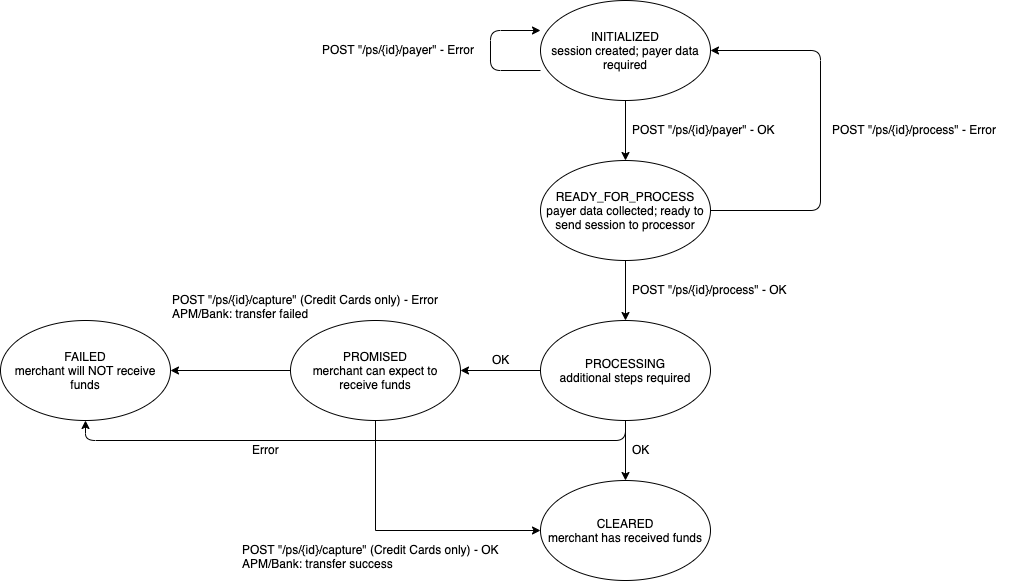 INITIALIZED
session created; payer data
required
POST "/ps/{id}/payer" - Error
POST "/ps/{id}/payer" - OK
POST "/ps/{id}/process" - Error
READY_FOR_PROCESS
payer data collected; ready to
send session to processor
POST "/ps/{id}/process" - OK
POST "/ps/{id}/capture" (Credit Cards only) - Error
APM/Bank: transfer failed
FAILED
merchant will NOT receive
funds
PROMISED
merchant can expect to
receive funds
OK
PROCESSING
additional steps required
Error
OK
CLEARED
merchant has received funds
POST "/ps/{id}/capture" (Credit Cards only) - OK
APM/Bank: transfer success